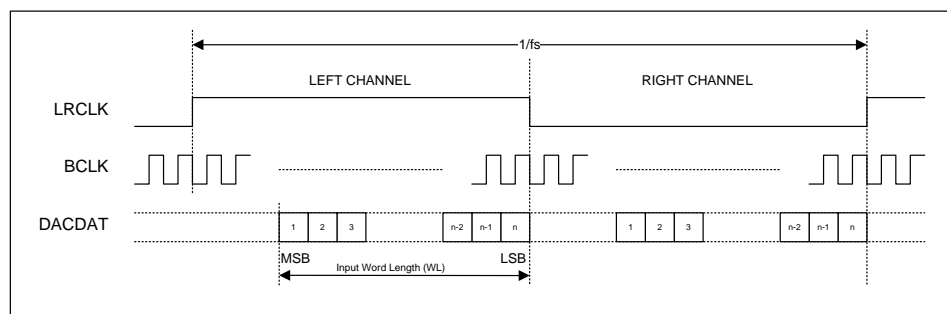 1/fs
LEFT CHANNEL RIGHT CHANNEL
LRCLK
BCLK
DACDAT
1 2 3 n-2 n-1 n 1 2 3 n-2 n-1 n
MSB LSB
Input Word Length (WL)